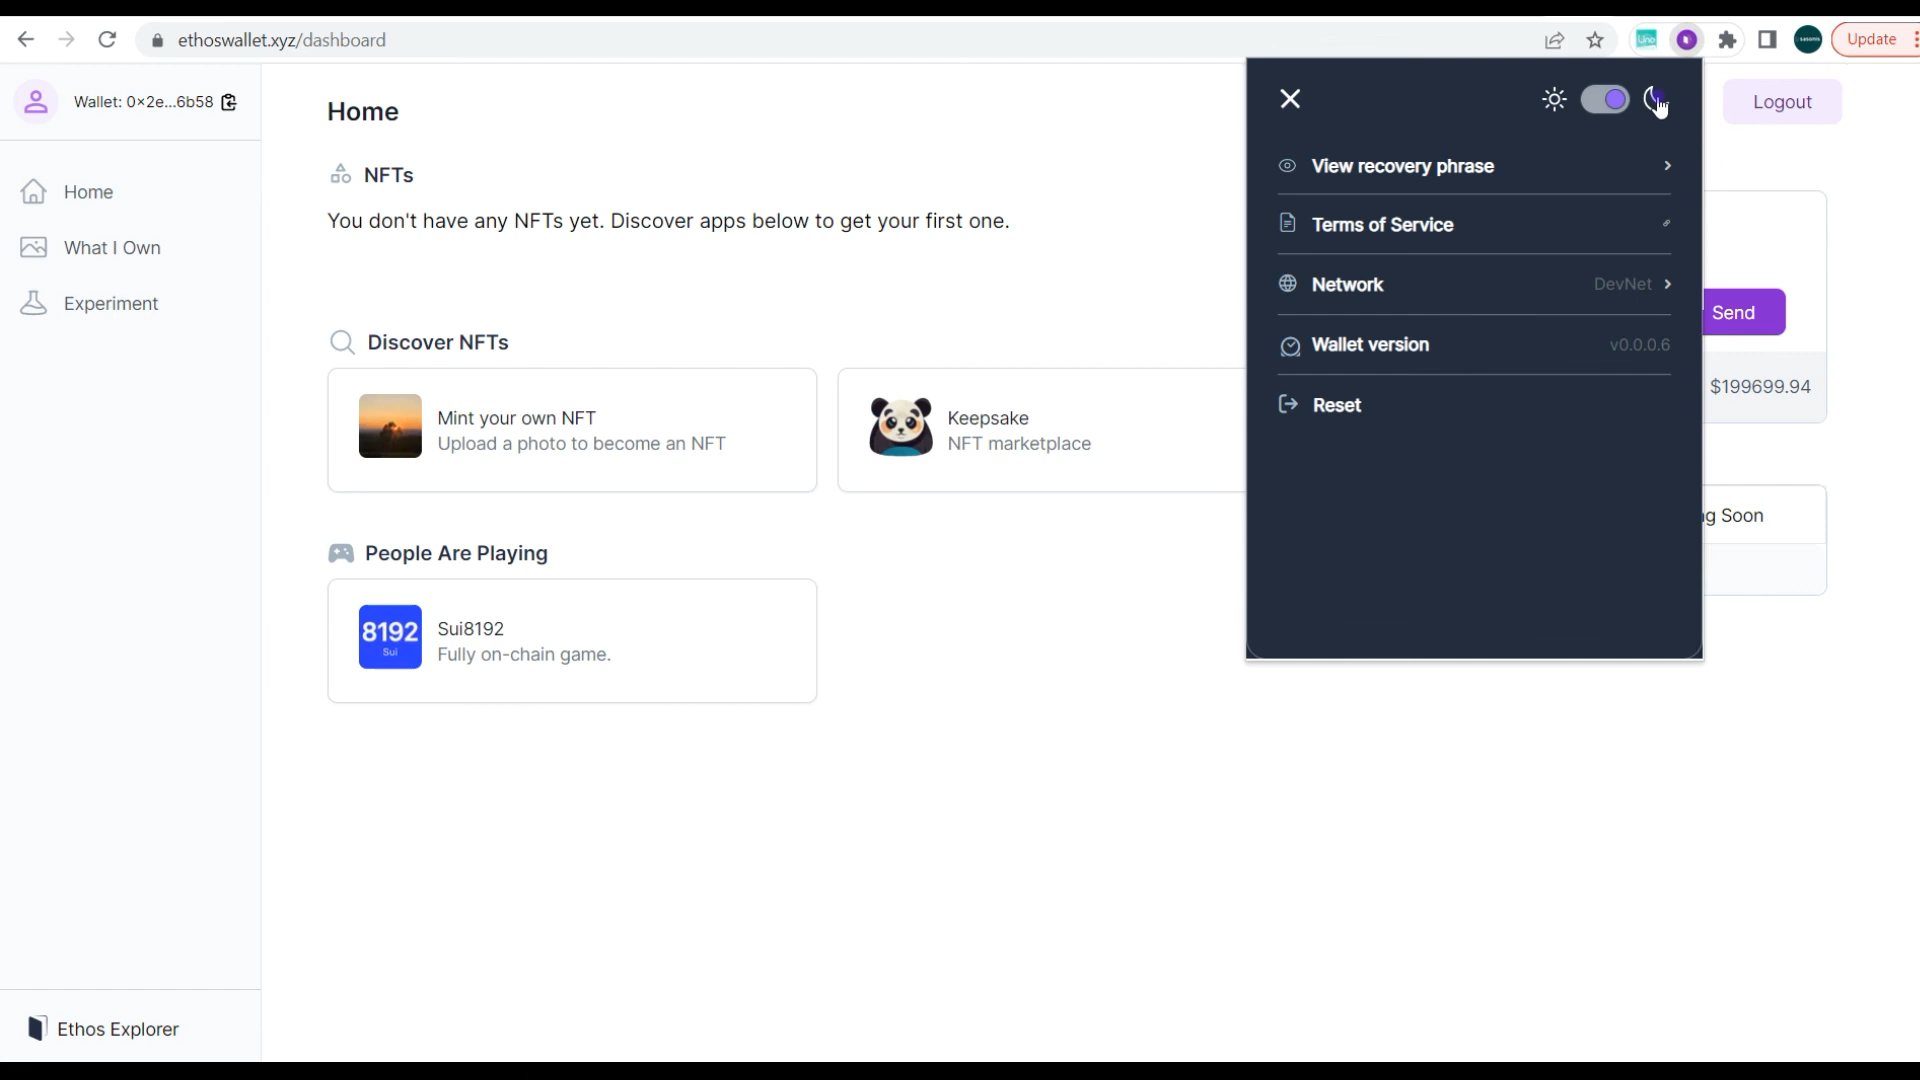 ethoswallet.xyz/dashboard
Uno
Update
Wallet: 0×2e...6b58
Home
What I Own
Experiment
Ethos Explorer
Home
NFTs
You don't have any NFTs yet. Discover apps below to get your first one.
Discover NFTs
Mint your own NFT
Upload a photo to become an NFT
Keepsake
NFT marketplace
People Are Playing
8192
Sui
Sui8192
Fully on-chain game.
View recovery phrase
Terms of Service
Network DevNet
Wallet version v0.0.0.6
Reset
Logout
Send
$199699.94
Soon